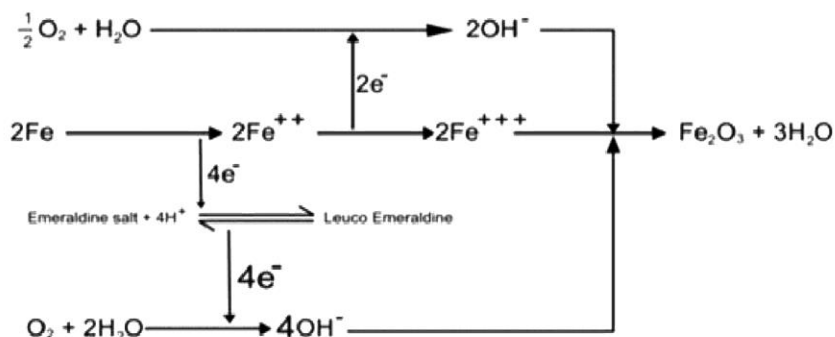 ½O₂ + H₂O 2OH⁻
2e⁻
2Fe 2Fe⁺⁺ 2Fe⁺⁺⁺ Fe₂O₃ + 3H₂O
4e⁻
Emeraldine salt + 4H⁺ Leuco Emeraldine
4e⁻
O₂ + 2H₂O 4OH⁻